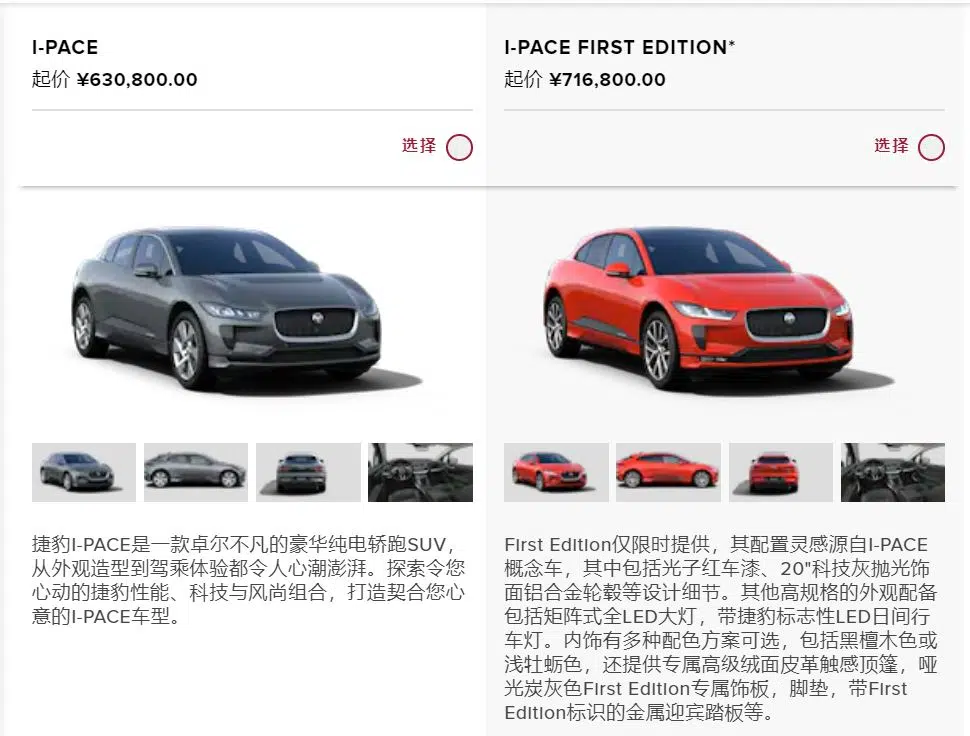 I-PACE
起价 ¥630,800.00
选择
捷豹I-PACE是一款卓尔不凡的豪华纯电轿跑SUV，
从外观造型到驾乘体验都令人心潮澎湃。探索令您
心动的捷豹性能、科技与风尚组合，打造契合您心
意的I-PACE车型。
I-PACE FIRST EDITION*
起价 ¥716,800.00
选择
First Edition仅限时提供，其配置灵感源自I-PACE
概念车，其中包括光子红车漆、20"科技灰抛光饰
面铝合金轮毂等设计细节。其他高规格的外观配备
包括矩阵式全LED大灯，带捷豹标志性LED日间行
车灯。内饰有多种配色方案可选，包括黑檀木色或
浅牡蛎色，还提供专属高级绒面皮革触感顶篷，哑
光炭灰色First Edition专属饰板，脚垫，带First
Edition标识的金属迎宾踏板等。